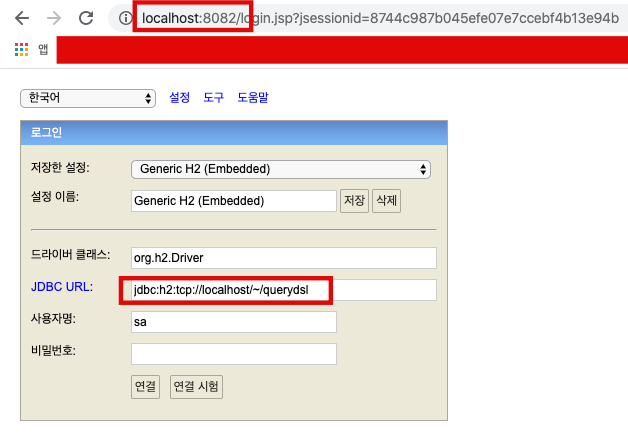 localhost:8082/login.jsp?jsessionid=8744c987b045efe07e7ccebf4b13e94b
앱
한국어 설정 도구 도움말
로그인
저장한 설정: Generic H2 (Embedded)
설정 이름: Generic H2 (Embedded) 저장 삭제
드라이버 클래스: org.h2.Driver
JDBC URL: jdbc:h2:tcp://localhost/~/querydsl
사용자명: sa
비밀번호:
연결 연결 시험